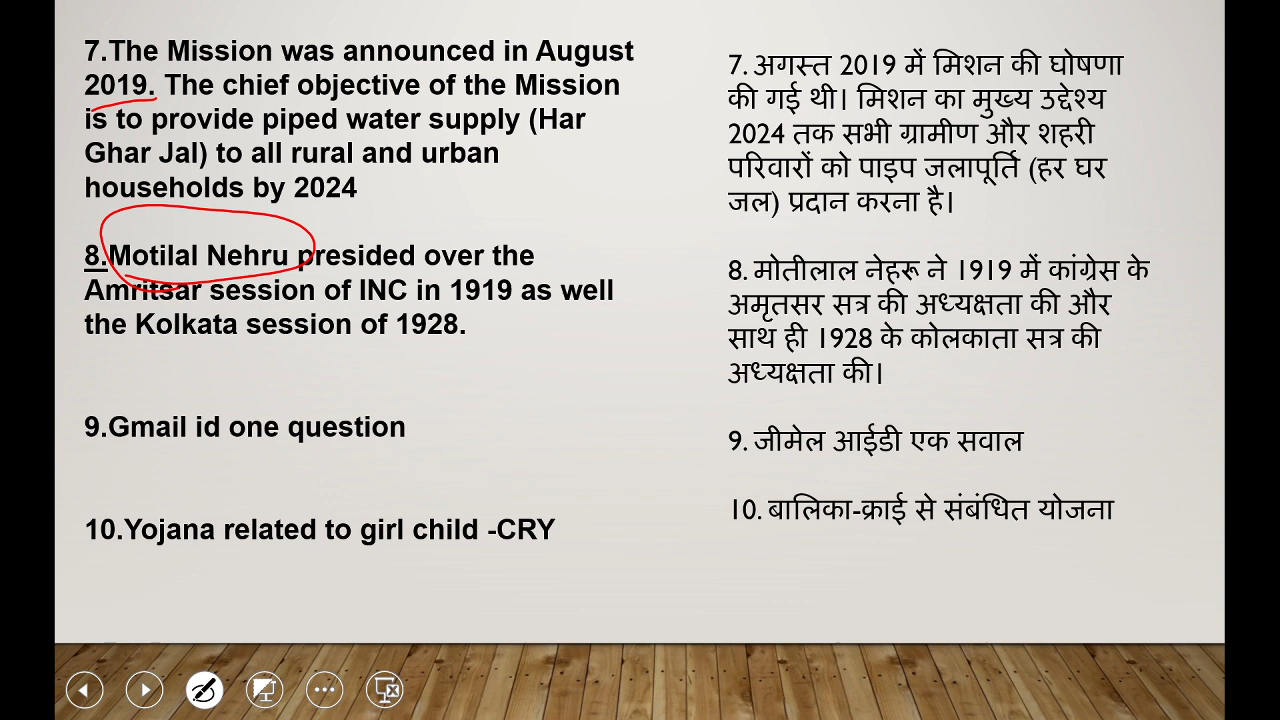 7.The Mission was announced in August
2019. The chief objective of the Mission
is to provide piped water supply (Har
Ghar Jal) to all rural and urban
households by 2024
8.Motilal Nehru presided over the
Amritsar session of INC in 1919 as well
the Kolkata session of 1928.
9.Gmail id one question
10.Yojana related to girl child -CRY
7. अगस्त 2019 में मिशन की घोषणा
की गई थी। मिशन का मुख्य उद्देश्य
2024 तक सभी ग्रामीण और शहरी
परिवारों को पाइप जलापूर्ति (हर घर
जल) प्रदान करना है।
8. मोतीलाल नेहरू ने 1919 में कांग्रेस के
अमृतसर सत्र की अध्यक्षता की और
साथ ही 1928 के कोलकाता सत्र की
अध्यक्षता की।
9. जीमेल आईडी एक सवाल
10. बालिका-क्राई से संबंधित योजना